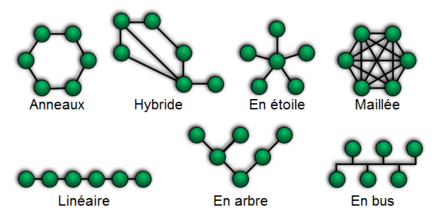 Anneaux
Hybride
En étoile
Maillée
Linéaire
En arbre
En bus